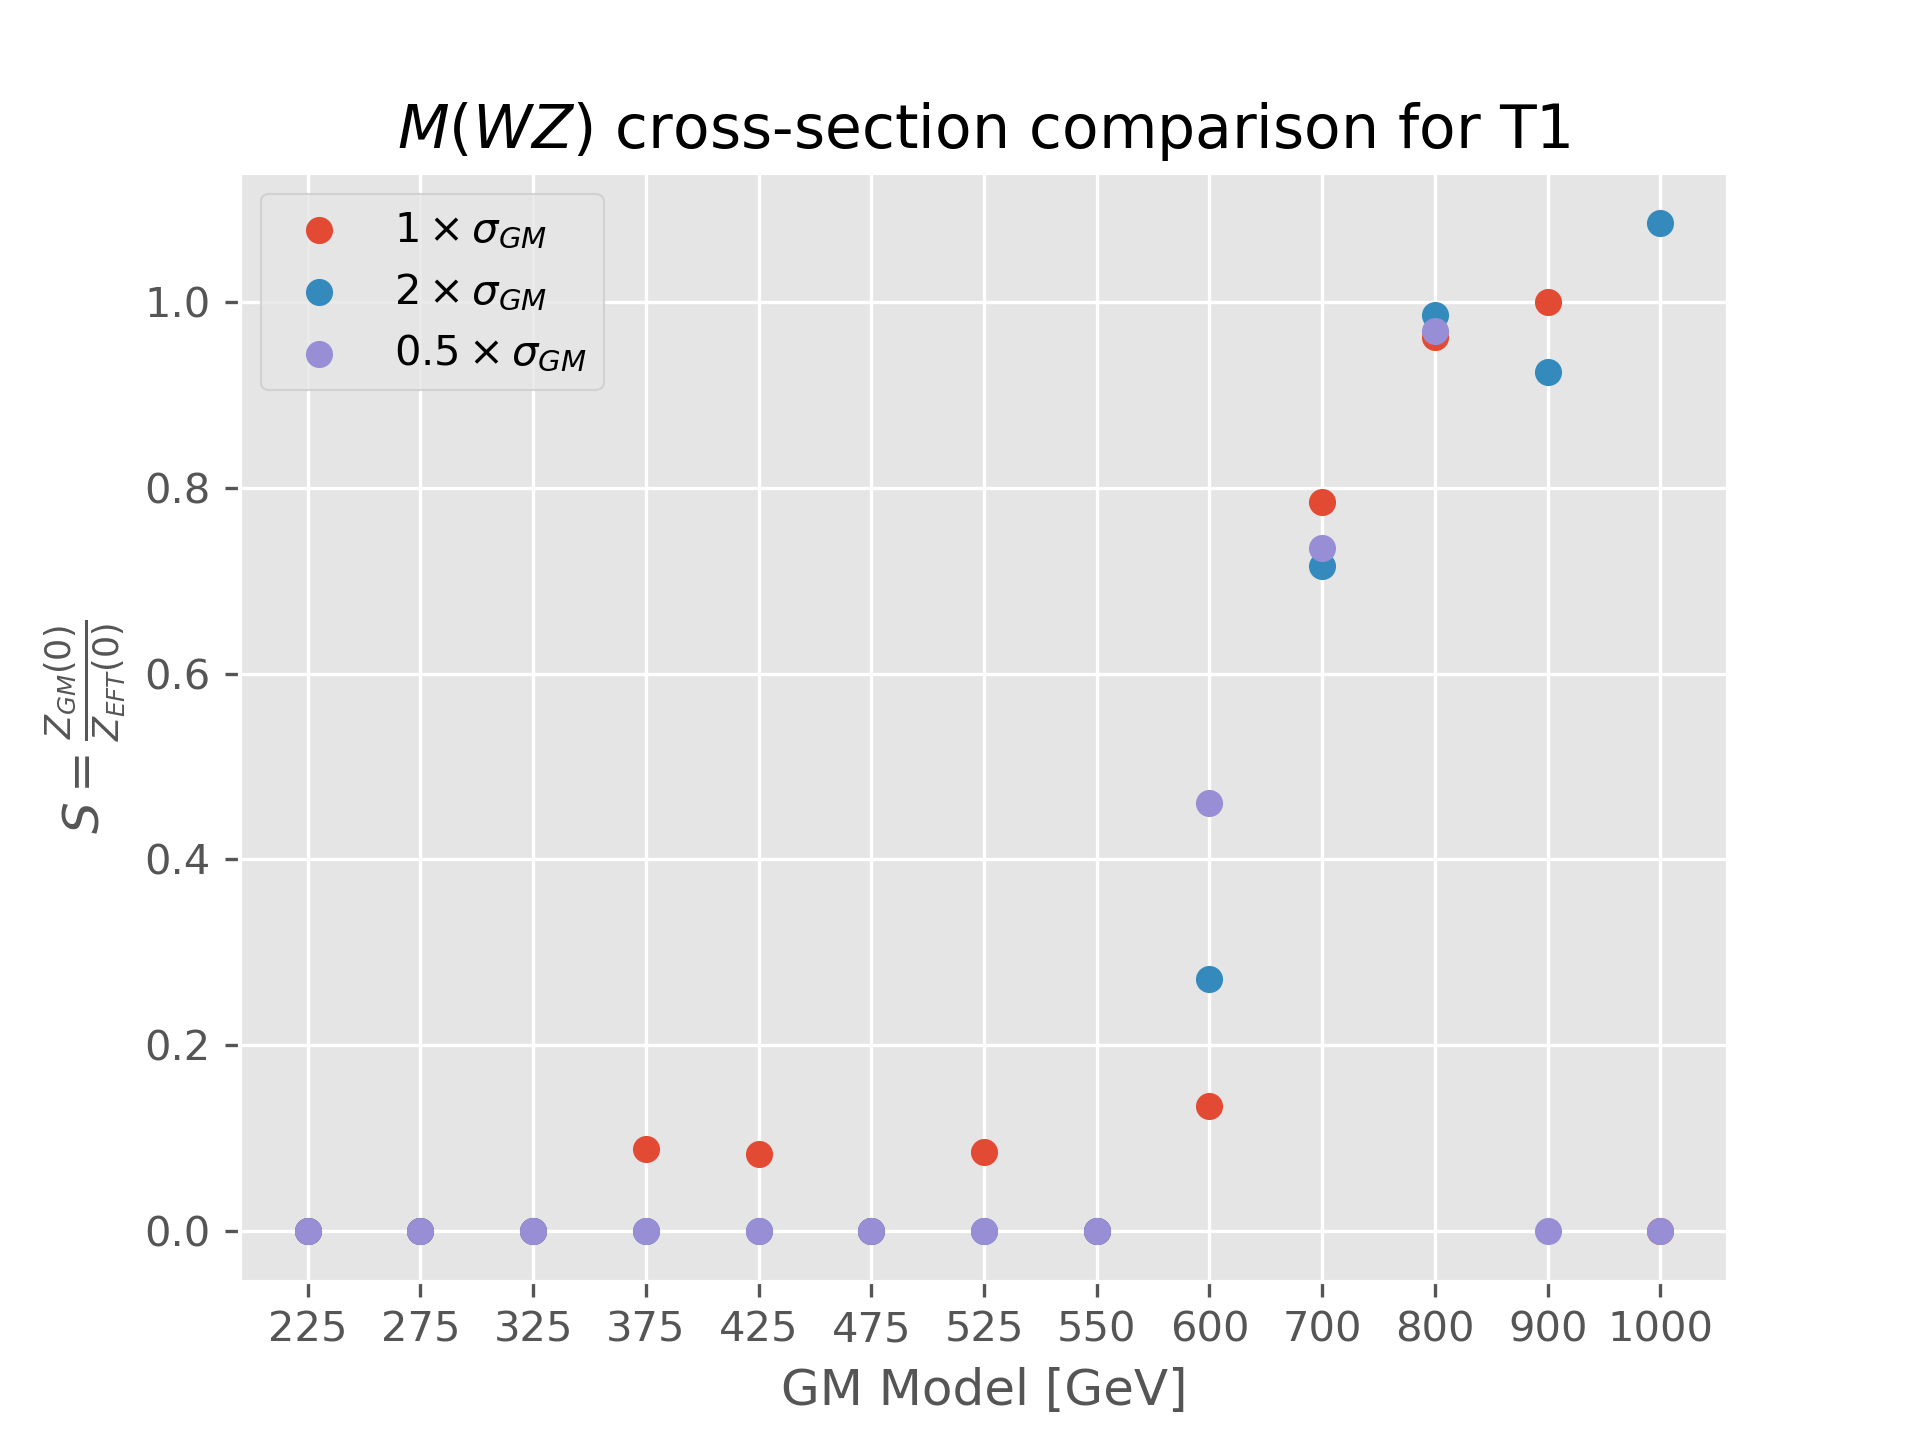 M(WZ) cross-section comparison for T1
1 × σ_GM
2 × σ_GM
0.5 × σ_GM
1.0
0.8
0.6
0.4
0.2
0.0
S = Z_GM(0) / Z_EFT(0)
225 275 325 375 425 475 525 550 600 700 800 900 1000
GM Model [GeV]